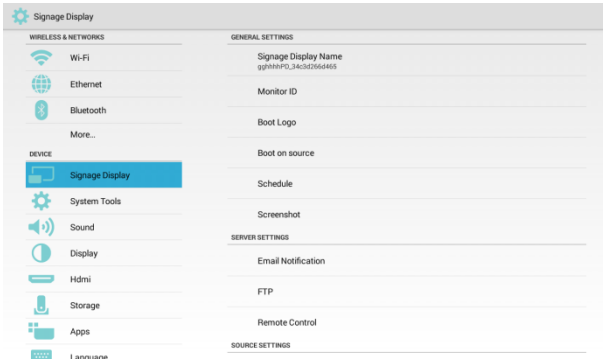 Signage Display
WIRELESS & NETWORKS
Wi-Fi
Ethernet
Bluetooth
More...
DEVICE
Signage Display
System Tools
Sound
Display
Hdmi
Storage
Apps
Language
GENERAL SETTINGS
Signage Display Name
gghhhPD_34c3d266d465
Monitor ID
Boot Logo
Boot on source
Schedule
Screenshot
SERVER SETTINGS
Email Notification
FTP
Remote Control
SOURCE SETTINGS